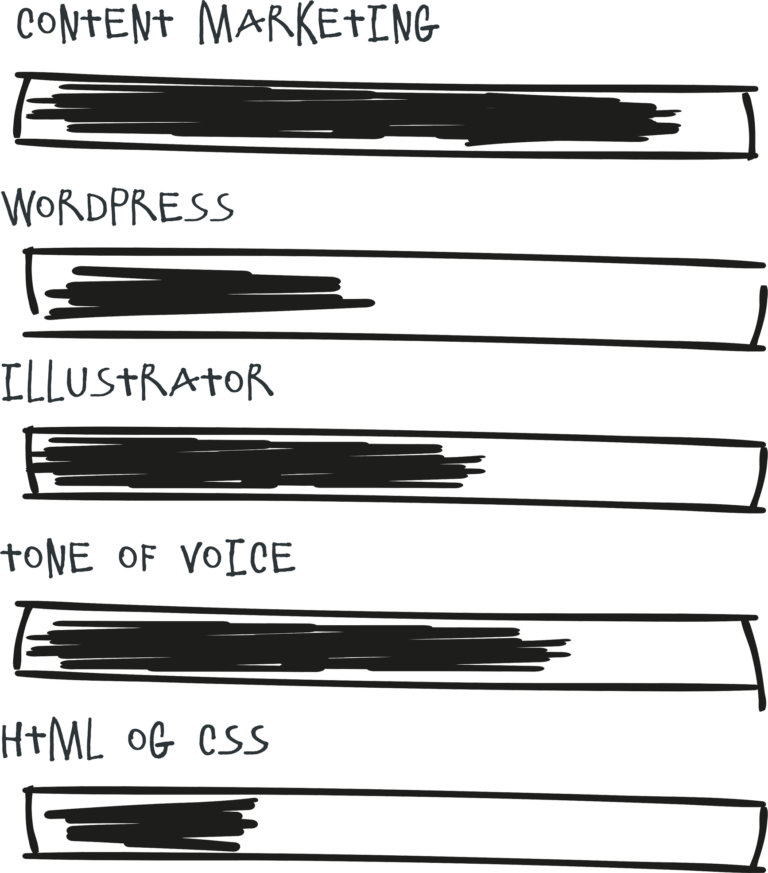 CONTENT MARKETING
WORDPRESS
ILLUSTRATOR
TONE OF VOICE
HTML OG CSS